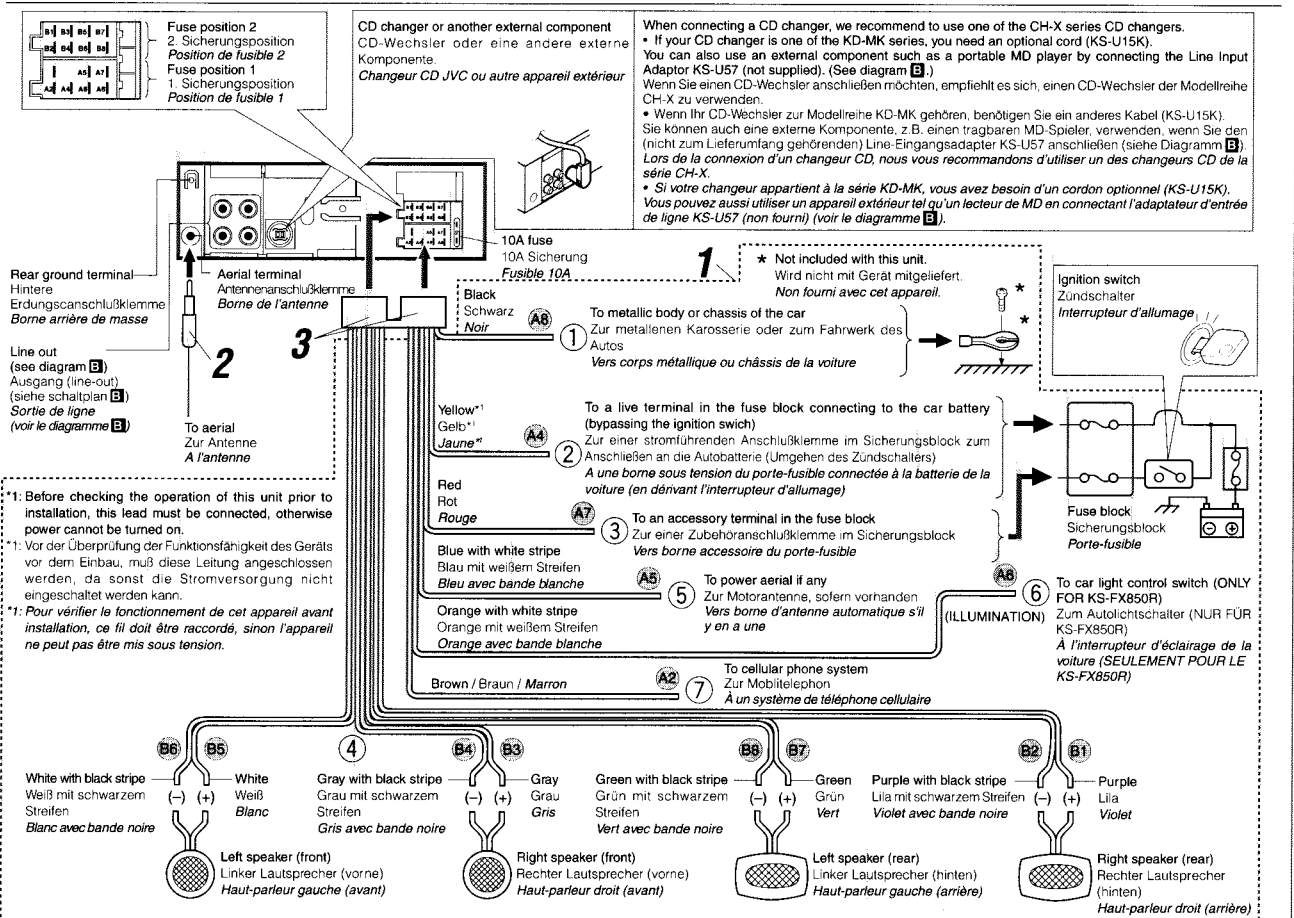 B1 B3 B5 B7
B2 B4 B6 B8
A5 A7
A2 A4 A6 A8
Fuse position 2
2. Sicherungsposition
Position de fusible 2
Fuse position 1
1. Sicherungsposition
Position de fusible 1
CD changer or another external component
CD-Wechsler oder eine andere externe
Komponente.
Changeur CD JVC ou autre appareil extérieur
When connecting a CD changer, we recommend to use one of the CH-X series CD changers.
• If your CD changer is one of the KD-MK series, you need an optional cord (KS-U15K).
You can also use an external component such as a portable MD player by connecting the Line Input
Adaptor KS-U57 (not supplied). (See diagram B.)
Wenn Sie einen CD-Wechsler anschließen möchten, empfiehlt es sich, einen CD-Wechsler der Modellreihe
CH-X zu verwenden.
• Wenn Ihr CD-Wechsler zur Modellreihe KD-MK gehören, benötigen Sie ein anderes Kabel (KS-U15K).
Sie können auch eine externe Komponente, z.B. einen tragbaren MD-Spieler, verwenden, wenn Sie den
(nicht zum Lieferumfang gehörenden) Line-Eingangsadapter KS-U57 anschließen (siehe Diagramm B).
Lors de la connexion d'un changeur CD, nous vous recommandons d'utiliser un des changeurs CD de la
série CH-X.
• Si votre changeur appartient à la série KD-MK, vous avez besoin d'un cordon optionnel (KS-U15K).
Vous pouvez aussi utiliser un appareil extérieur tel qu'un lecteur de MD en connectant l'adaptateur d'entrée
de ligne KS-U57 (non fourni) (voir le diagramme B).
10A fuse
10A Sicherung
Fusible 10A
Rear ground terminal
Hintere
Erdungscanschlußklemme
Borne arrière de masse
Aerial terminal
Antennenanschlußklemme
Borne de l'antenne
Line out
(see diagram B)
Ausgang (line-out)
(siehe schaltplan B)
Sortie de ligne
(voir le diagramme B)
2
To aerial
Zur Antenne
A l'antenne
3
1
* Not included with this unit.
Wird nicht mit Gerät mitgeliefert.
Non fourni avec cet appareil.
*
*
Ignition switch
Zündschalter
Interrupteur d'allumage
Black
Schwarz
Noir
A8
1
To metallic body or chassis of the car
Zur metallenen Karosserie oder zum Fahrwerk des
Autos
Vers corps métallique ou châsis de la voiture
Yellow*1
Gelb*1
Jaune*1
A4
2
To a live terminal in the fuse block connecting to the car battery
(bypassing the ignition swich)
Zur einer stromführenden Anschlußklemme im Sicherungsblock zum
Anschließen an die Autobatterie (Umgehen des Zündschalters)
A une borne sous tension du porte-fusible connectée à la batterie de la
voiture (en dérivant l'interrupteur d'allumage)
Red
Rot
Rouge
A7
3
To an accessory terminal in the fuse block
Zur einer Zubehöranschlußklemme im Sicherungsblock
Vers borne accessoire du porte-fusible
Fuse block
Sicherungsblock
Porte-fusible
*1: Before checking the operation of this unit prior to
installation, this lead must be connected, otherwise
power cannot be turned on.
*1: Vor der Überprüfung der Funktionsfähigkeit des Geräts
vor dem Einbau, muß diese Leitung angeschlossen
werden, da sonst die Stromversorgung nicht
eingeschaltet werden kann.
*1: Pour vérifier le fonctionnement de cet appareil avant
installation, ce fil doit être raccordé, sinon l'appareil
ne peut pas être mis sous tension.
Blue with white stripe
Blau mit weißem Streifen
Bleu avec bande blanche
A5
5
To power aerial if any
Zur Motorantenne, sofern vorhanden
Vers borne d'antenne automatique s'il
y en a une
Orange with white stripe
Orange mit weißem Streifen
Orange avec bande blanche
A6
(ILLUMINATION)
6
To car light control switch (ONLY
FOR KS-FX850R)
Zum Autolichtschalter (NUR FÜR
KS-FX850R)
À l'interrupteur d'éclairage de la
voiture (SEULEMENT POUR LE
KS-FX850R)
Brown / Braun / Marron
A2
7
To cellular phone system
Zur Moblitelephon
À un système de téléphone cellulaire
4
B6 B5
White with black stripe
Weiß mit schwarzem
Streifen
Blanc avec bande noire
(–) (+)
White
Weiß
Blanc
Left speaker (front)
Linker Lautsprecher (vorne)
Haut-parleur gauche (avant)
B4 B3
Gray with black stripe
Grau mit schwarzem
Streifen
Gris avec bande noire
(–) (+)
Gray
Grau
Gris
Right speaker (front)
Rechter Lautsprecher (vorne)
Haut-parleur droit (avant)
B8 B7
Green with black stripe
Grün mit schwarzem
Streifen
Vert avec bande noire
(–) (+)
Green
Grün
Vert
Left speaker (rear)
Linker Lautsprecher (hinten)
Haut-parleur gauche (arrière)
B2 B1
Purple with black stripe
Lila mit schwarzem Streifen
Violet avec bande noire
(–) (+)
Purple
Lila
Violet
Right speaker (rear)
Rechter Lautsprecher
(hinten)
Haut-parleur droit (arrière)